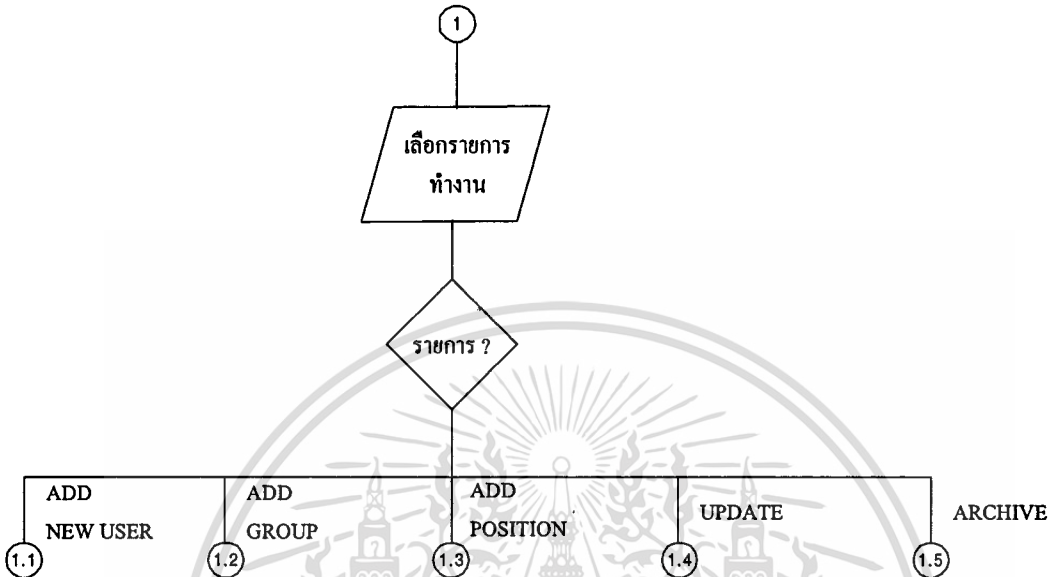 1
เลือกรายการ
ทำงาน
รายการ ?
ADD
NEW USER
ADD
GROUP
ADD
POSITION
UPDATE
ARCHIVE
1.1
1.2
1.3
1.4
1.5